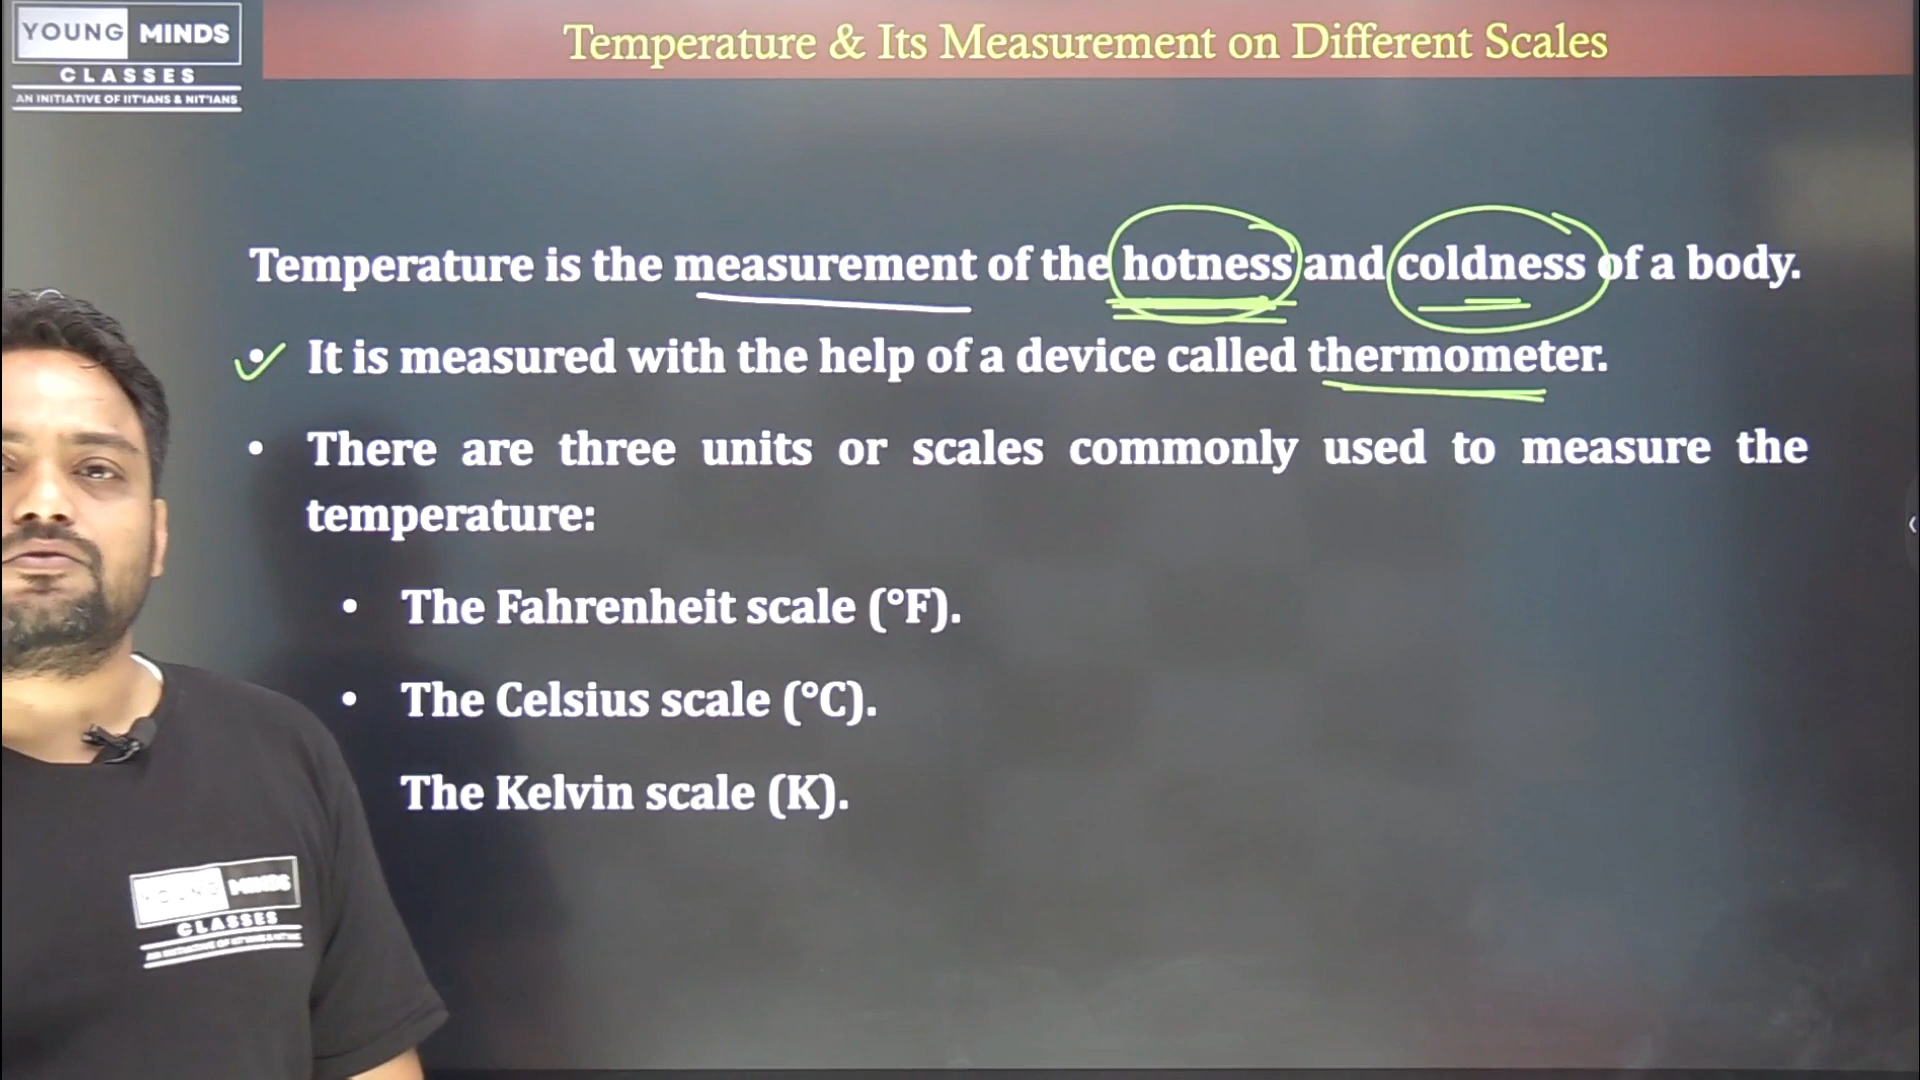 YOUNG MINDS
CLASSES
AN INITIATIVE OF IIT'IANS & NIT'IANS
Temperature & Its Measurement on Different Scales
Temperature is the measurement of the hotness and coldness of a body.
• It is measured with the help of a device called thermometer.
• There are three units or scales commonly used to measure the
temperature:
• The Fahrenheit scale (°F).
• The Celsius scale (°C).
The Kelvin scale (K).
YOUNG MINDS
CLASSES